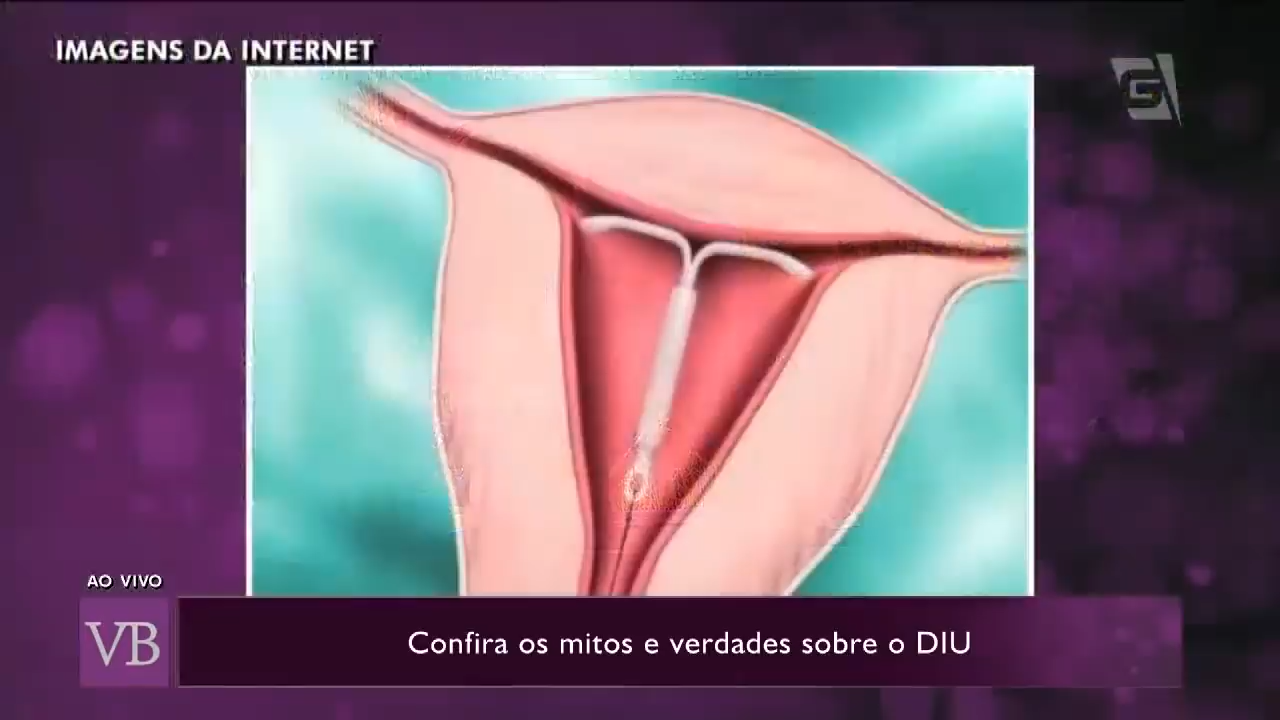 IMAGENS DA INTERNET
G
AO VIVO
VB
Confira os mitos e verdades sobre o DIU